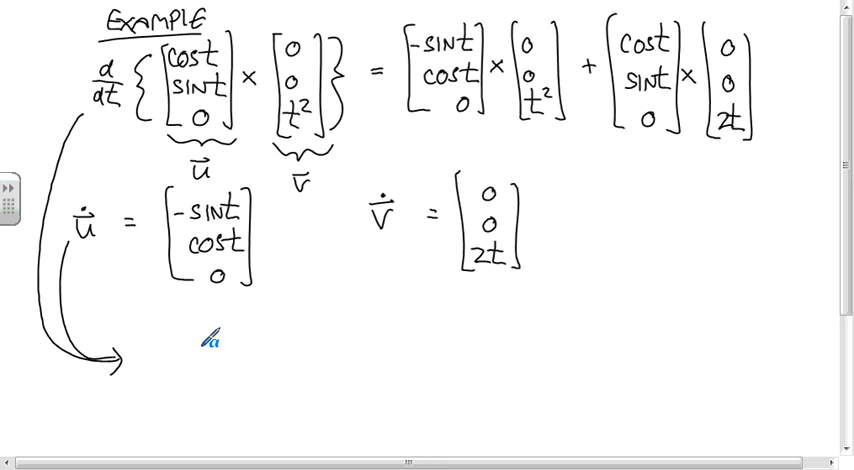 EXAMPLE
d/dt { [cost sint 0] × [0 0 t²] } = [-sint cost 0] × [0 0 t²] + [cost sint 0] × [0 0 2t]
u v
u̇ = [-sint cost 0] v̇ = [0 0 2t]
a